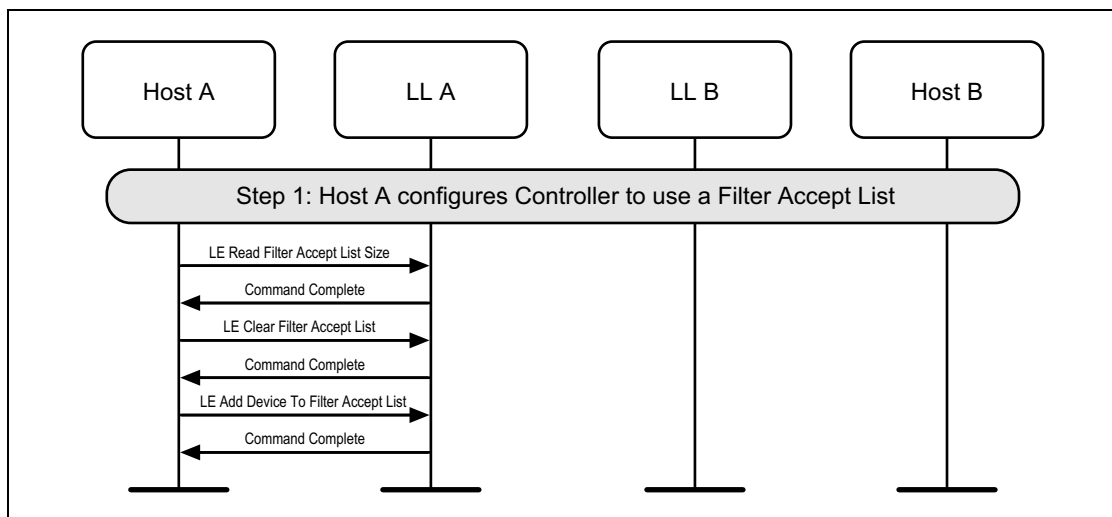 Host A
LL A
LL B
Host B
Step 1: Host A configures Controller to use a Filter Accept List
LE Read Filter Accept List Size
Command Complete
LE Clear Filter Accept List
Command Complete
LE Add Device To Filter Accept List
Command Complete